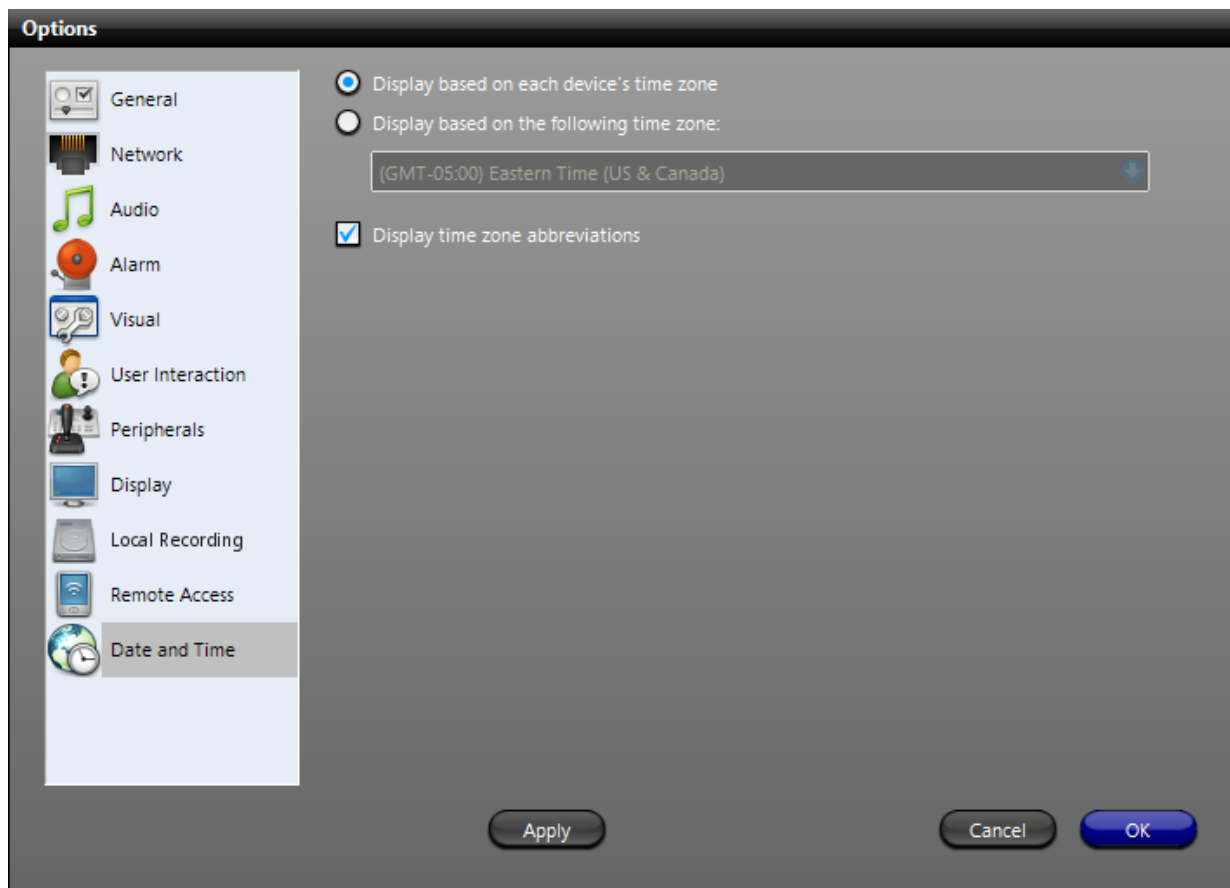 Options
General
Network
Audio
Alarm
Visual
User Interaction
Peripherals
Display
Local Recording
Remote Access
Date and Time
Display based on each device's time zone
Display based on the following time zone:
(GMT-05:00) Eastern Time (US & Canada)
Display time zone abbreviations
Apply
Cancel
OK